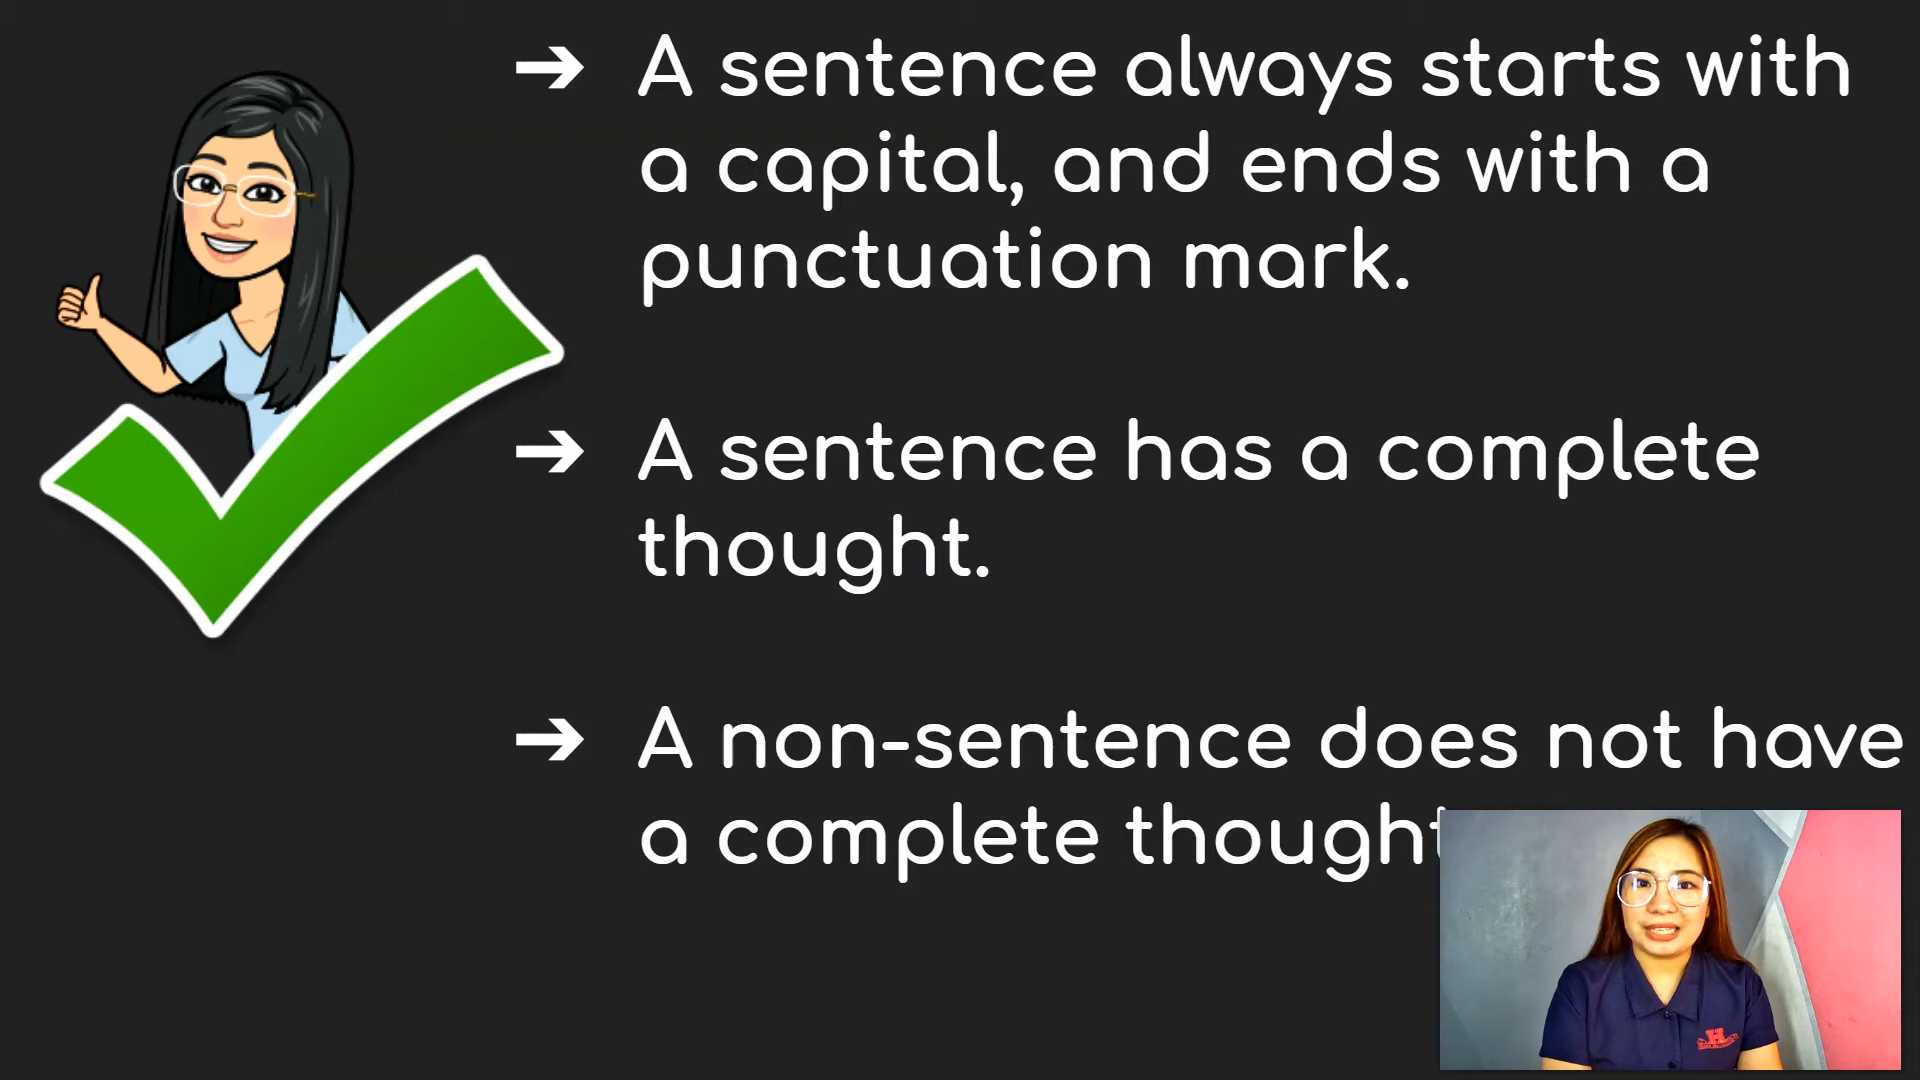 ➔ A sentence always starts with
a capital, and ends with a
punctuation mark.
➔ A sentence has a complete
thought.
➔ A non-sentence does not have
a complete thought
H